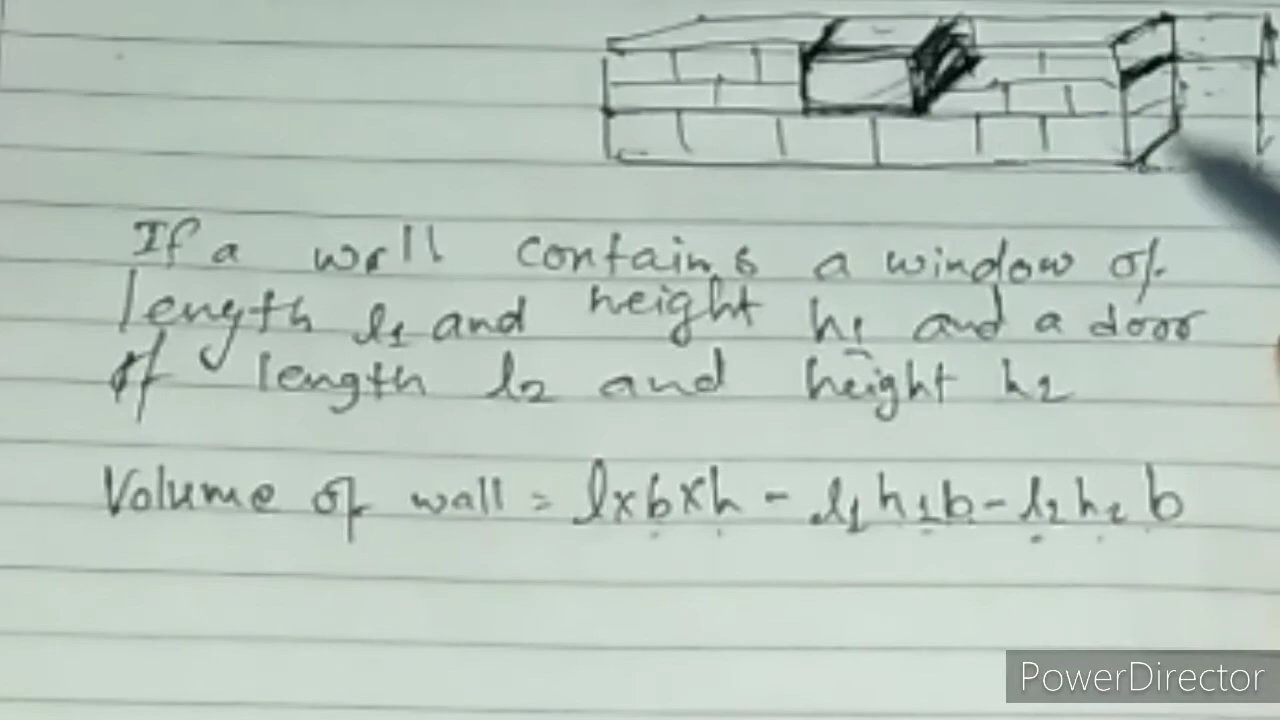 If a wall contains a window of
length l₁ and height h₁ and a door
of length l₂ and height h₂
Volume of wall = l×b×h - l₁h₁b - l₂h₂b
PowerDirector